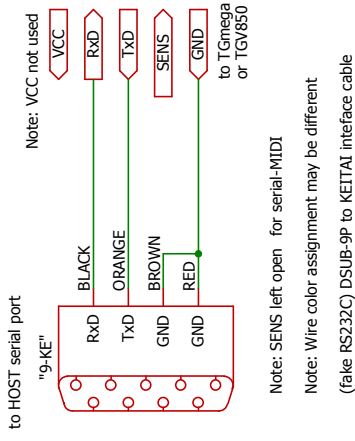 to HOST serial port
"9-KE"
RxD
TxD
GND
GND
BLACK
ORANGE
BROWN
RED
Note: VCC not used
VCC
RxD
TxD
SENS
GND
to TGmega
or TGV850
Note: SENS left open for serial-MIDI
Note: Wire color assignment may be different
(fake RS232C) DSUB-9P to KEITAI inteface cable